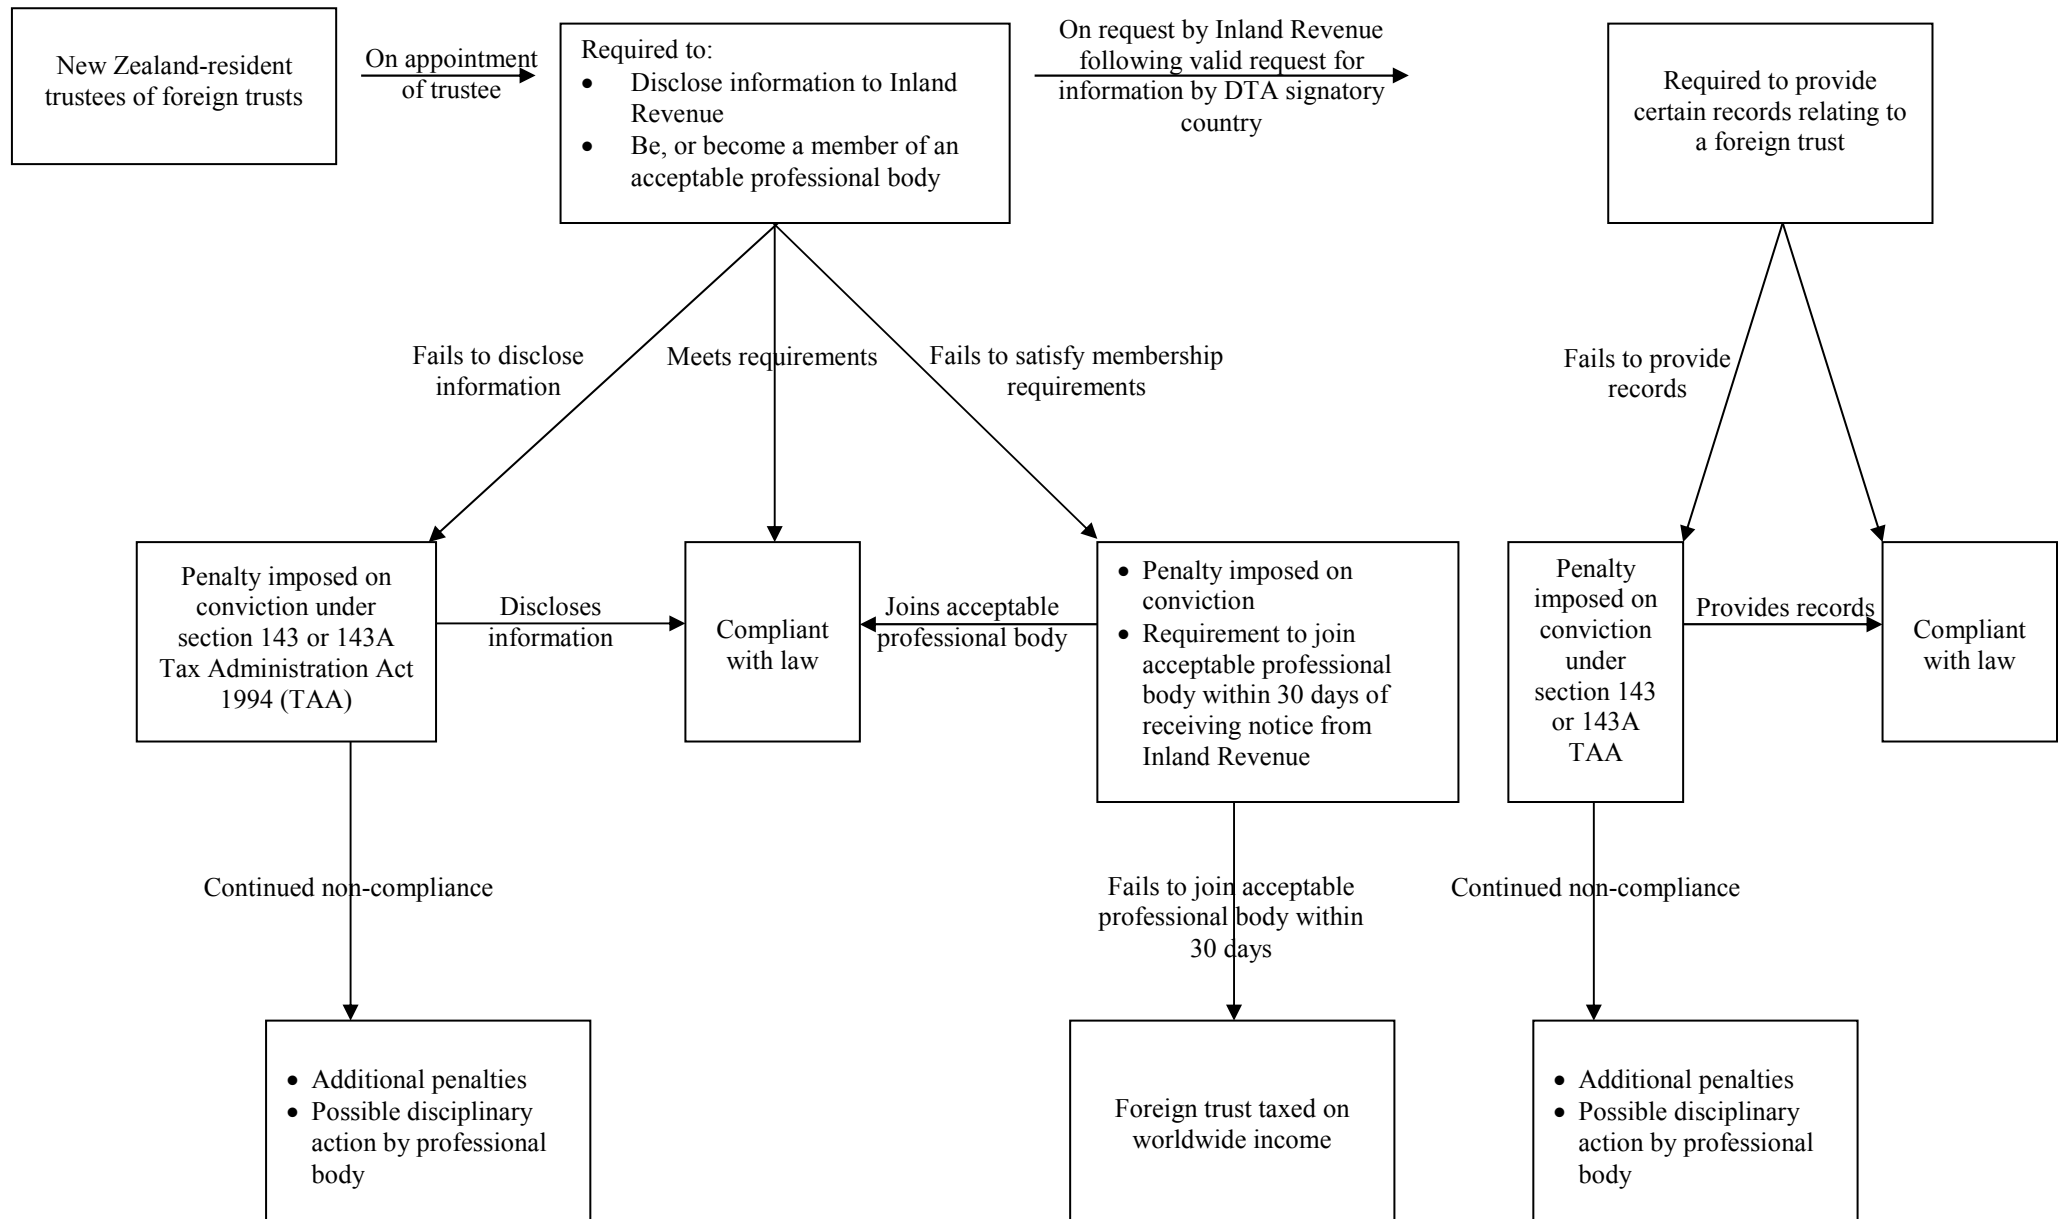 New Zealand-resident
trustees of foreign trusts
On appointment
of trustee
Required to:
• Disclose information to Inland
Revenue
• Be, or become a member of an
acceptable professional body
On request by Inland Revenue
following valid request for
information by DTA signatory
country
Required to provide
certain records relating to
a foreign trust
Fails to disclose
information
Meets requirements
Fails to satisfy membership
requirements
Fails to provide
records
Penalty imposed on
conviction under
section 143 or 143A
Tax Administration Act
1994 (TAA)
Discloses
information
Compliant
with law
Joins acceptable
professional body
• Penalty imposed on
conviction
• Requirement to join
acceptable professional
body within 30 days of
receiving notice from
Inland Revenue
Penalty
imposed on
conviction
under
section 143
or 143A
TAA
Provides records
Compliant
with law
Continued non-compliance
Fails to join acceptable
professional body within
30 days
Continued non-compliance
• Additional penalties
• Possible disciplinary
action by professional
body
Foreign trust taxed on
worldwide income
• Additional penalties
• Possible disciplinary
action by professional
body